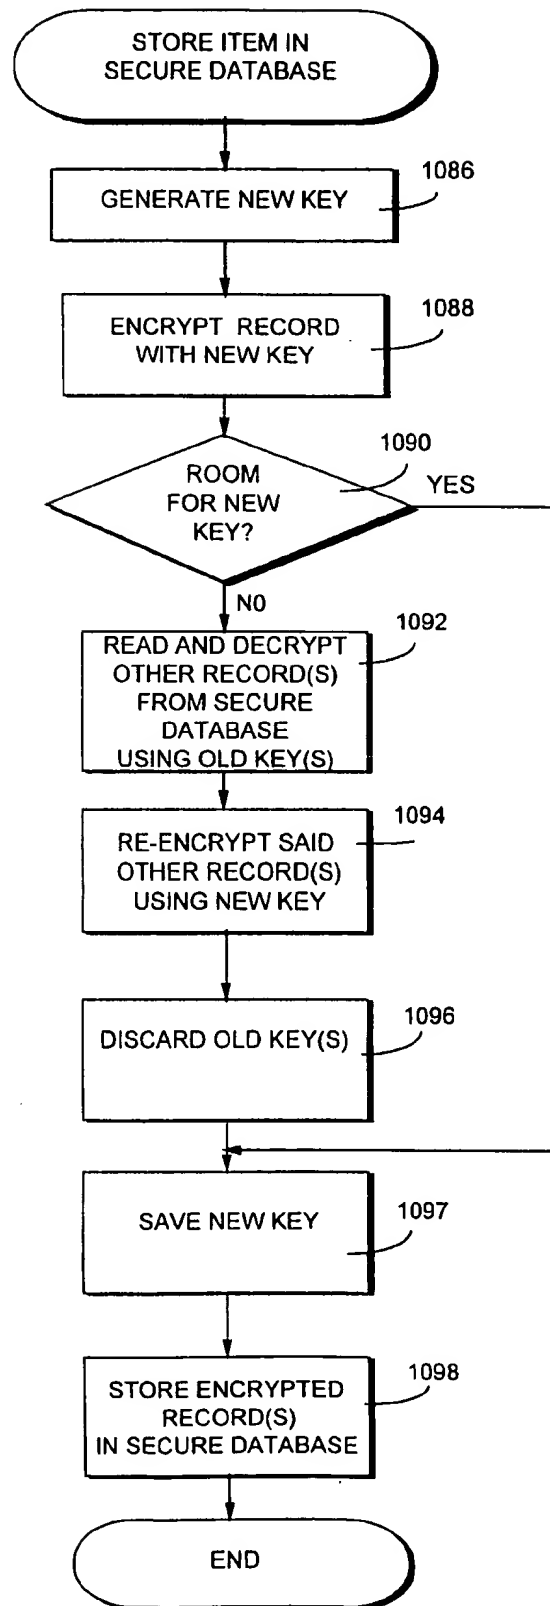 STORE ITEM IN
SECURE DATABASE
1086
GENERATE NEW KEY
1088
ENCRYPT RECORD
WITH NEW KEY
1090
ROOM
FOR NEW
KEY?
YES
NO
1092
READ AND DECRYPT
OTHER RECORD(S)
FROM SECURE
DATABASE
USING OLD KEY(S)
1094
RE-ENCRYPT SAID
OTHER RECORD(S)
USING NEW KEY
1096
DISCARD OLD KEY(S)
1097
SAVE NEW KEY
1098
STORE ENCRYPTED
RECORD(S)
IN SECURE DATABASE
END